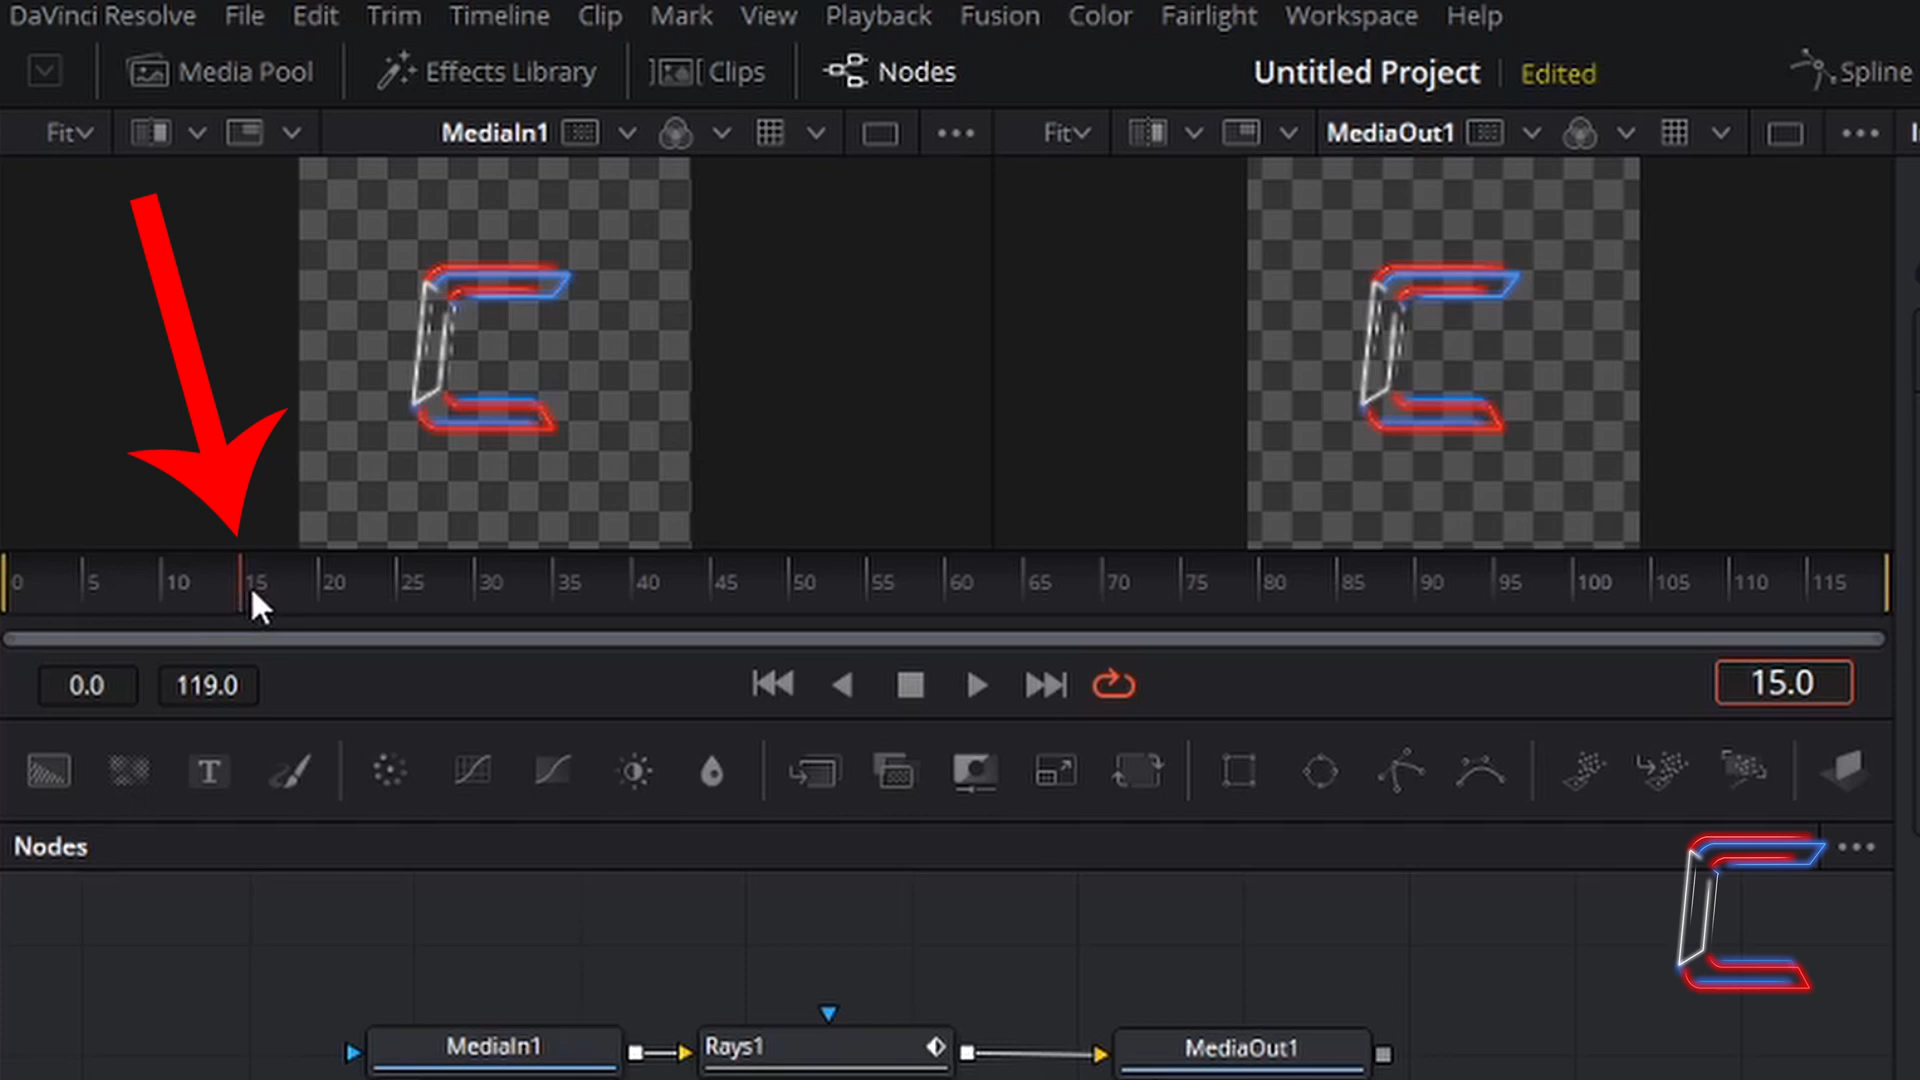 DaVinci Resolve File Edit Trim Timeline Clip Mark View Playback Fusion Color Fairlight Workspace Help
Media Pool Effects Library Clips Nodes Untitled Project Edited Spline
Fit MediaIn1 Fit MediaOut1
0 5 10 15 20 25 30 35 40 45 50 55 60 65 70 75 80 85 90 95 100 105 110 115
0.0 119.0 15.0
T
Nodes
MediaIn1 Rays1 MediaOut1